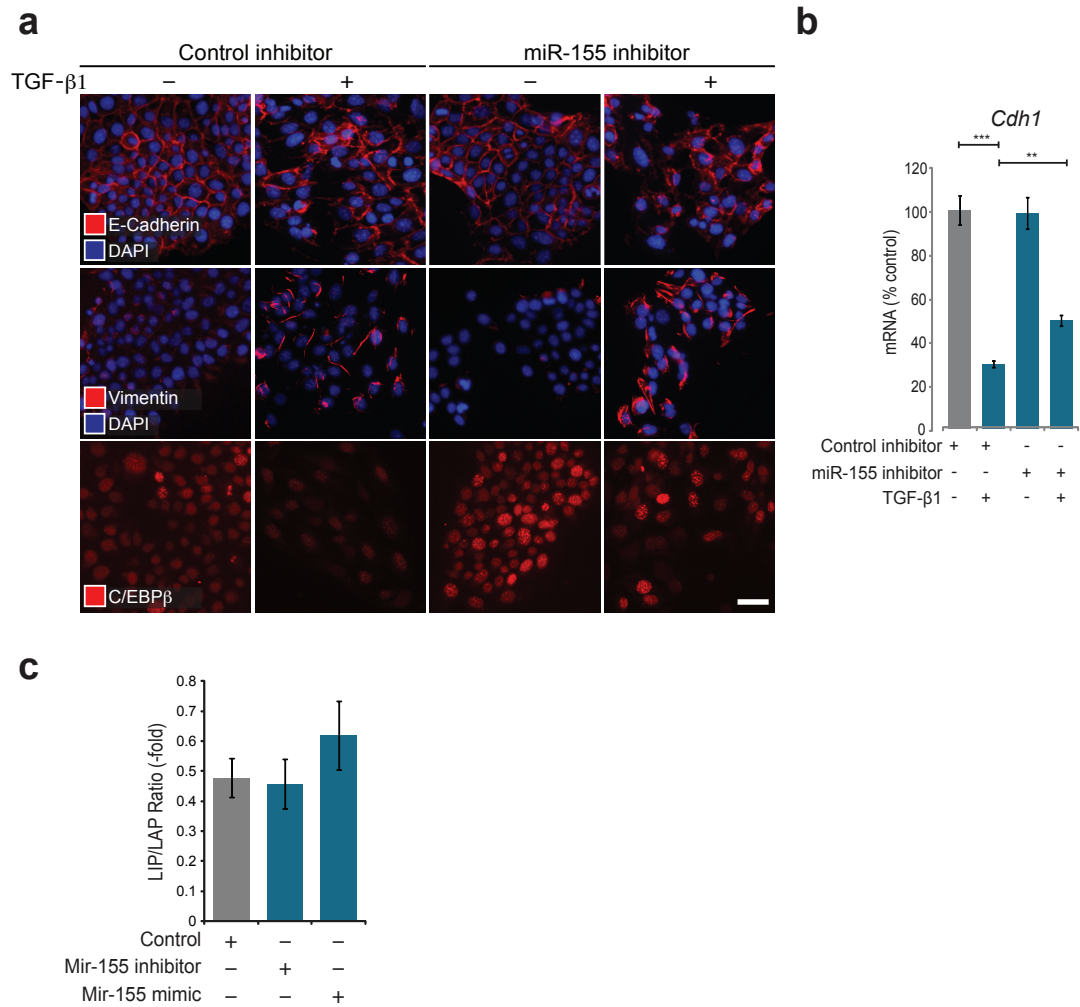 a
Control inhibitor miR-155 inhibitor
TGF-β1 – + – +
E-Cadherin
DAPI
Vimentin
DAPI
C/EBPβ
b
Cdh1
*** **
120
100
80
60
40
20
0
mRNA (% control)
Control inhibitor + + - -
miR-155 inhibitor - - + +
TGF-β1 - + - +
c
0.8
0.7
0.6
0.5
0.4
0.3
0.2
0.1
0
LIP/LAP Ratio (-fold)
Control + – –
Mir-155 inhibitor – + –
Mir-155 mimic – – +